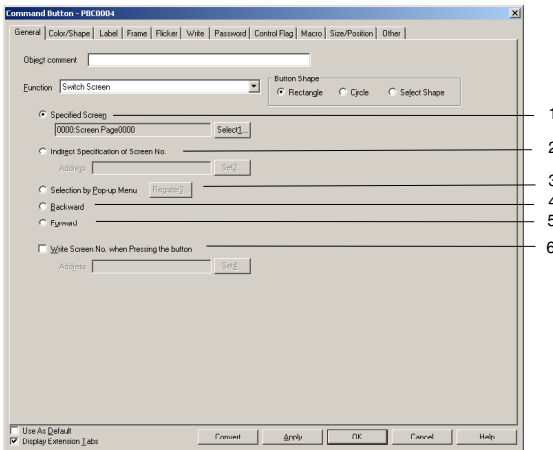 Command Button - PBC0004
General Color/Shape Label Frame Flicker Write Password Control Flag Macro Size/Position Other
Object comment
Function Switch Screen
Button Shape
Rectangle Circle Select Shape
Specified Screen 1
0000:Screen Page0000 Select1...
Indirect Specification of Screen No. 2
Address Set2...
Selection by Pop-up Menu Register3... 3
Backward 4
Forward 5
Write Screen No. when Pressing the button 6
Address Set4...
Use As Default
Display Extension Tabs Convert Apply OK Cancel Help